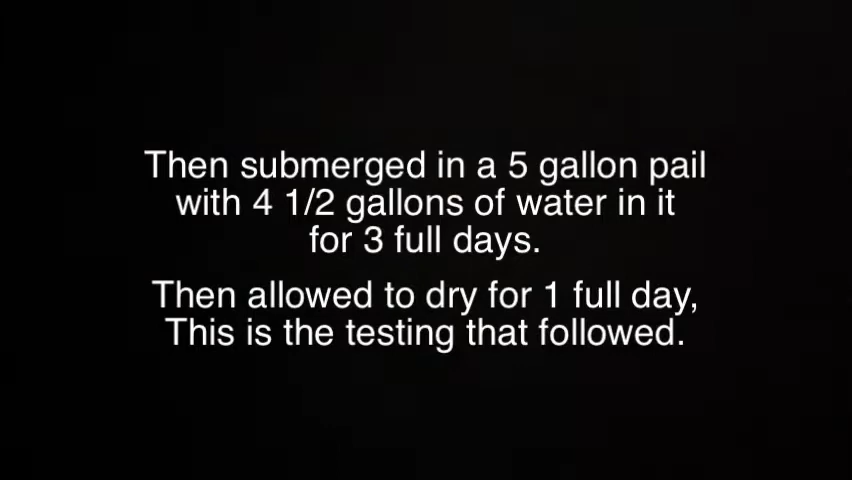 Then submerged in a 5 gallon pail
with 4 1/2 gallons of water in it
for 3 full days.
Then allowed to dry for 1 full day,
This is the testing that followed.